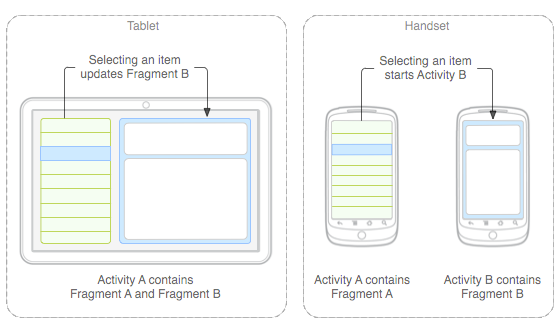 Tablet
Selecting an item
updates Fragment B
Activity A contains
Fragment A and Fragment B
Handset
Selecting an item
starts Activity B
Activity A contains
Fragment A
Activity B contains
Fragment B